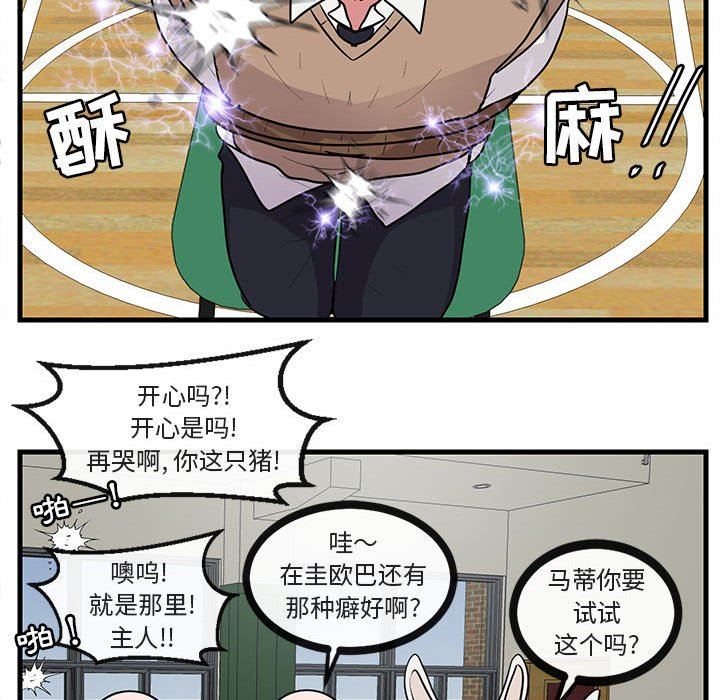 酥
麻
开心吗?!
开心是吗!
再哭啊, 你这只猪!
啪一!
噢呜!
就是那里!
主人!!
啪!
哇～
在圭欧巴还有
那种癖好啊?
马蒂你要
试试
这个吗?